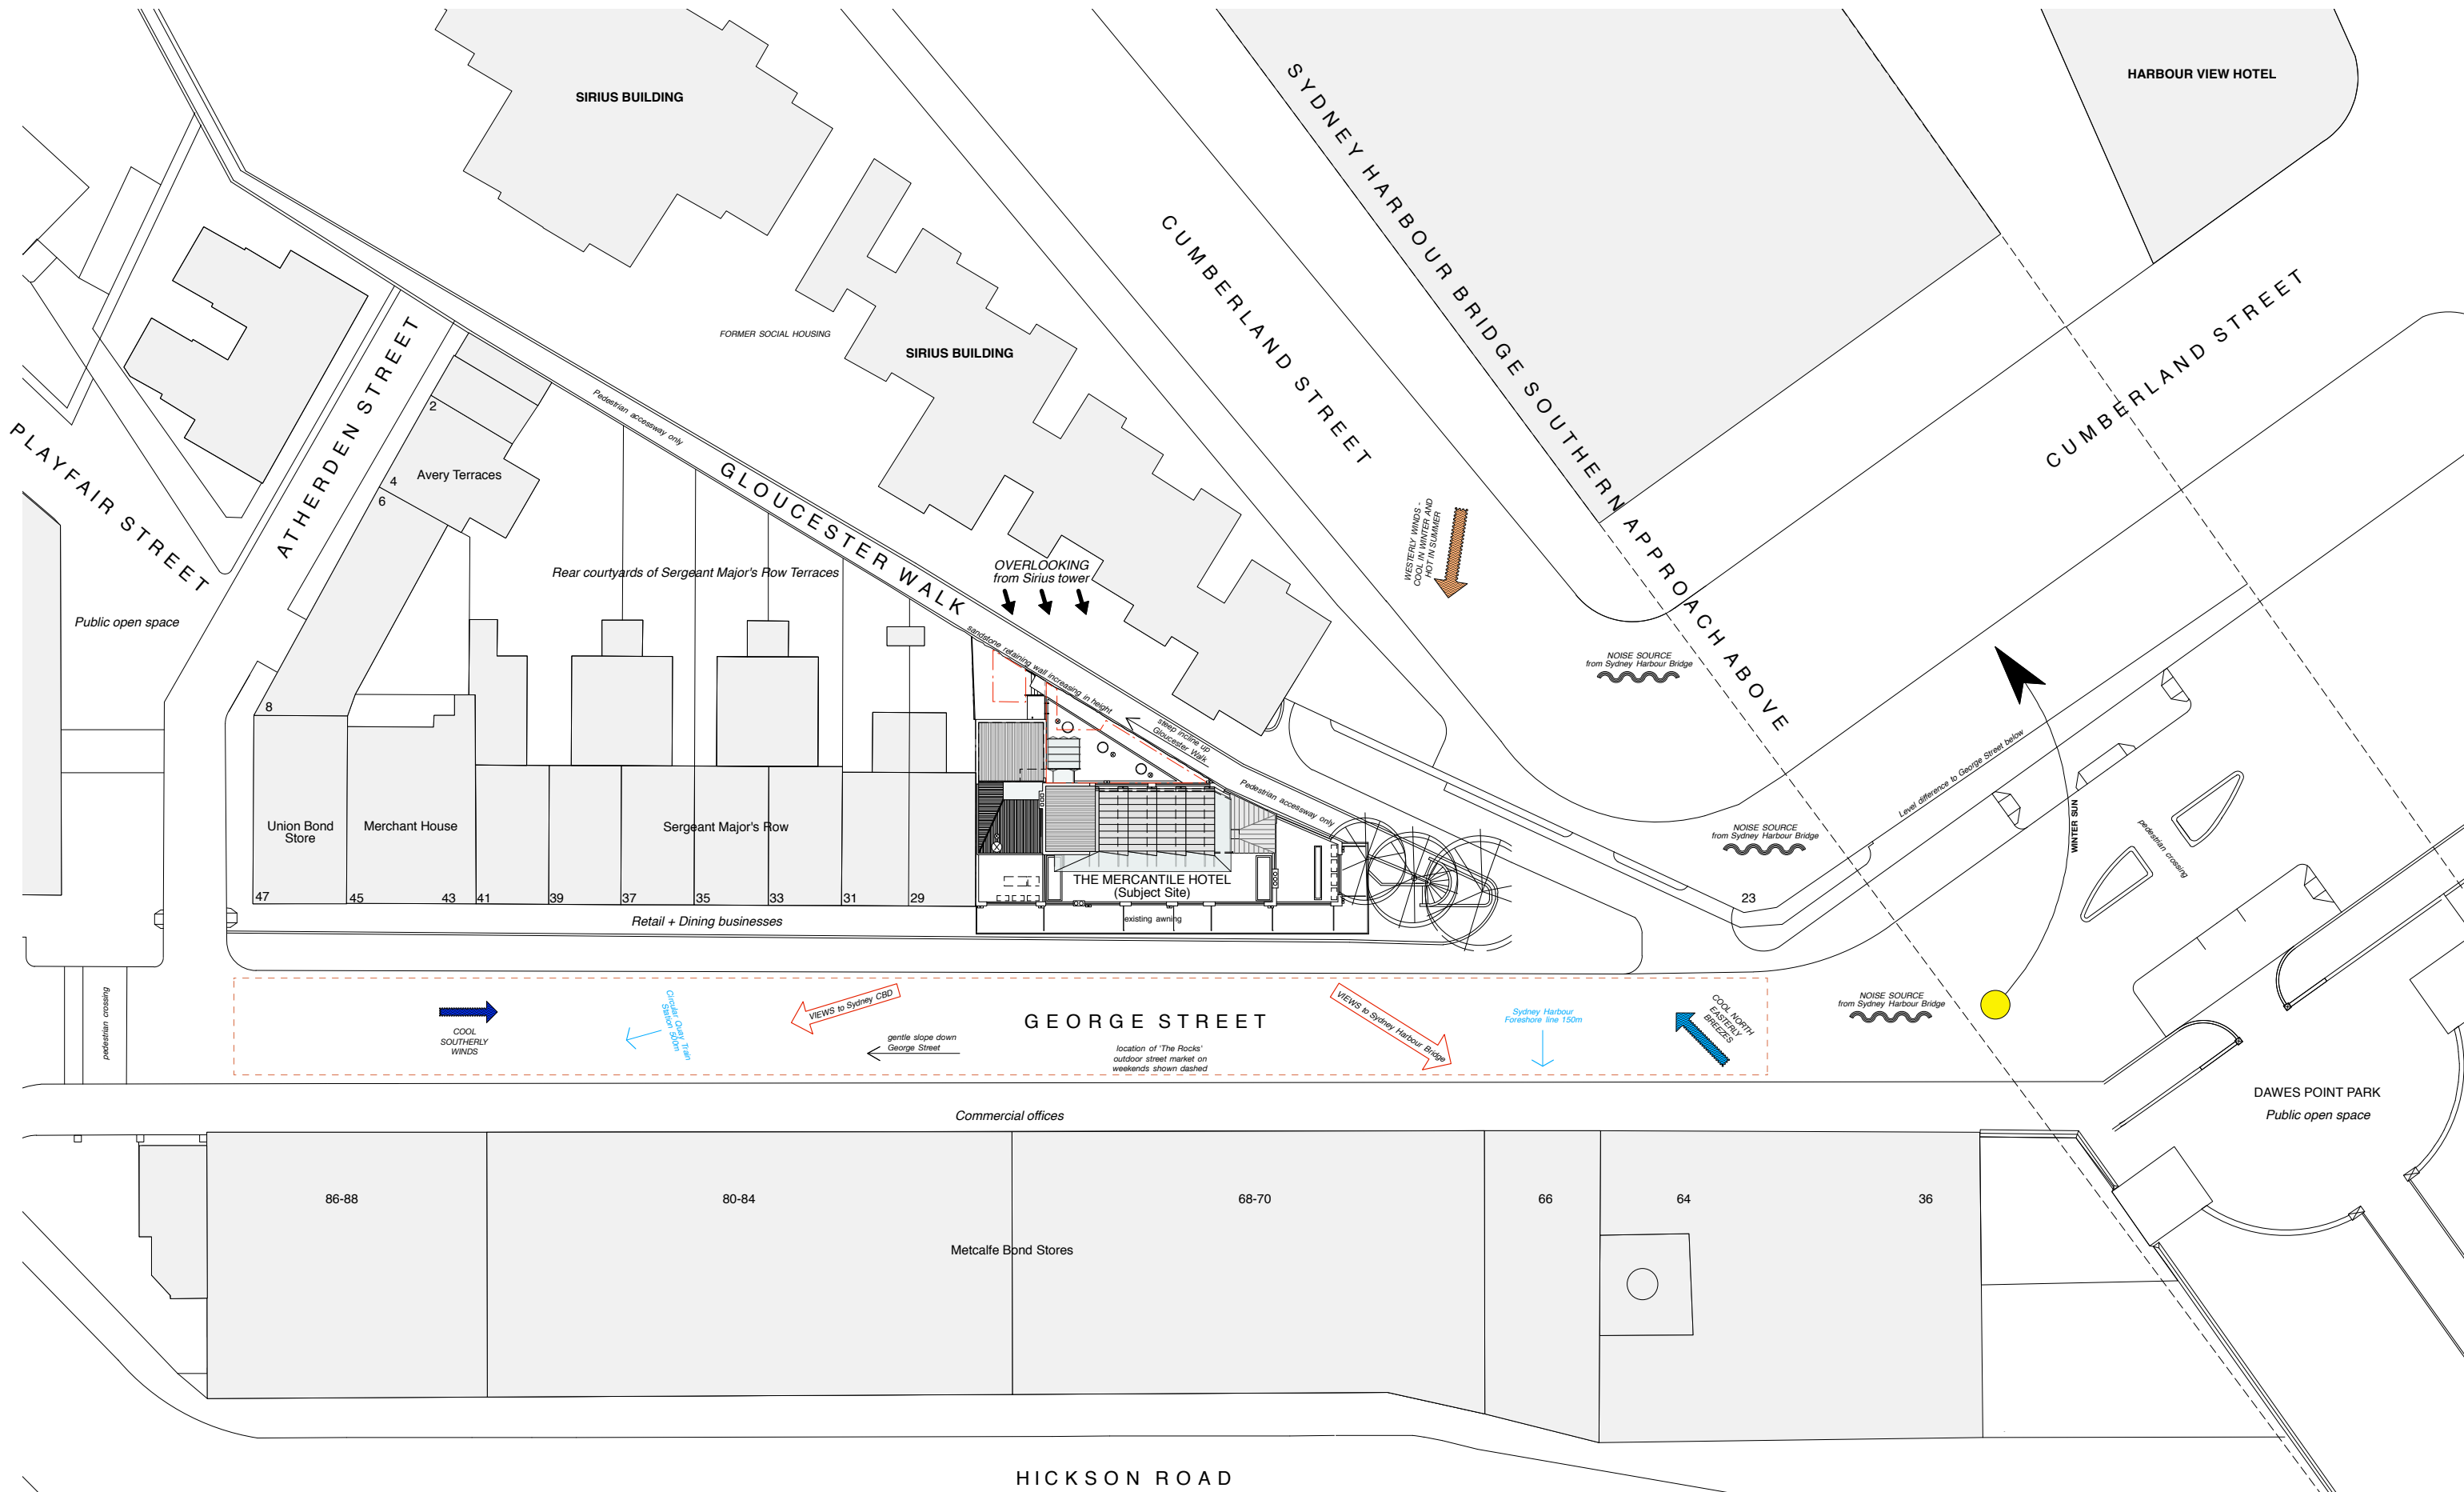 SIRIUS BUILDING
HARBOUR VIEW HOTEL
SYDNEY HARBOUR BRIDGE SOUTHERN APPROACH ABOVE
CUMBERLAND STREET
CUMBERLAND STREET
FORMER SOCIAL HOUSING
SIRIUS BUILDING
ATHERDEN STREET
PLAYFAIR STREET
2
4
6
8
Avery Terraces
Pedestrian accessway only
GLOUCESTER WALK
Rear courtyards of Sergeant Major's Row Terraces
OVERLOOKING
from Sirius tower
WESTERLY WINDS -
COOL IN WINTER AND
HOT IN SUMMER
Public open space
sandstone retaining wall increasing in height
steep incline up
Gloucester Walk
Pedestrian accessway only
NOISE SOURCE
from Sydney Harbour Bridge
Level difference to George Street below
WINTER SUN
pedestrian crossing
NOISE SOURCE
from Sydney Harbour Bridge
Union Bond
Store
Merchant House
Sergeant Major's Row
THE MERCANTILE HOTEL
(Subject Site)
existing awning
47
45
43
41
39
37
35
33
31
29
23
Retail + Dining businesses
pedestrian crossing
COOL
SOUTHERLY
WINDS
Circular Quay Train
Station 500m
VIEWS to Sydney CBD
gentle slope down
George Street
GEORGE STREET
location of 'The Rocks'
outdoor street market on
weekends shown dashed
VIEWS to Sydney Harbour Bridge
Sydney Harbour
Foreshore line 150m
COOL NORTH
EASTERLY
BREEZES
NOISE SOURCE
from Sydney Harbour Bridge
DAWES POINT PARK
Public open space
Commercial offices
86-88
80-84
68-70
66
64
36
Metcalfe Bond Stores
HICKSON ROAD